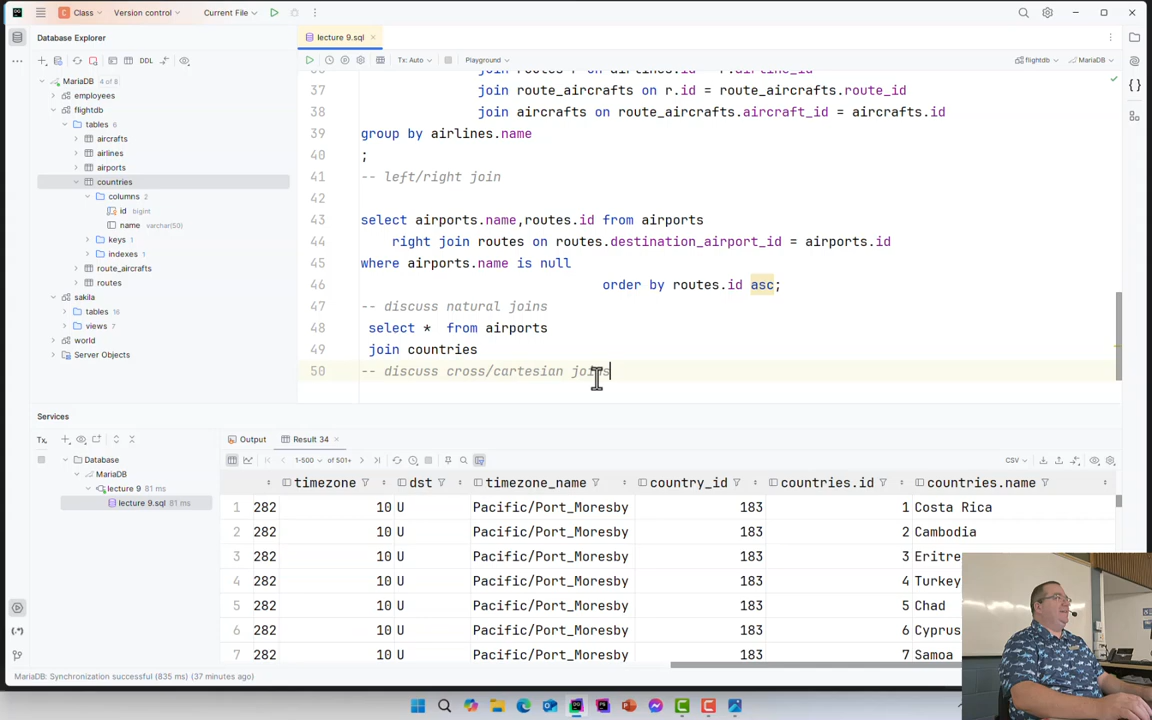 Class
Version control
Current File
Database Explorer
lecture 9.sql
DDL
Tx: Auto
Playground
flightdb
MariaDB
MariaDB 4 of 8
employees
flightdb
tables 6
aircrafts
airlines
airports
countries
columns 2
id bigint
name varchar(50)
keys 1
indexes 1
route_aircrafts
routes
sakila
tables 16
views 7
world
Server Objects
37 join route_aircrafts on r.id = route_aircrafts.route_id
38 join aircrafts on route_aircrafts.aircraft_id = aircrafts.id
39 group by airlines.name
40 ;
41 -- left/right join
42
43 select airports.name,routes.id from airports
44 right join routes on routes.destination_airport_id = airports.id
45 where airports.name is null
46 order by routes.id asc;
47 -- discuss natural joins
48 select * from airports
49 join countries
50 -- discuss cross/cartesian joins
Services
Tx
Database
MariaDB
lecture 9 81 ms
lecture 9.sql 81 ms
Output
Result 34
1-500 of 501+
CSV
timezone dst timezone_name country_id countries.id countries.name
1 282 10 U Pacific/Port_Moresby 183 1 Costa Rica
2 282 10 U Pacific/Port_Moresby 183 2 Cambodia
3 282 10 U Pacific/Port_Moresby 183 3 Eritre
4 282 10 U Pacific/Port_Moresby 183 4 Turkey
5 282 10 U Pacific/Port_Moresby 183 5 Chad
6 282 10 U Pacific/Port_Moresby 183 6 Cyprus
7 282 10 U Pacific/Port_Moresby 183 7 Samoa
MariaDB: Synchronization successful (835 ms) (37 minutes ago)